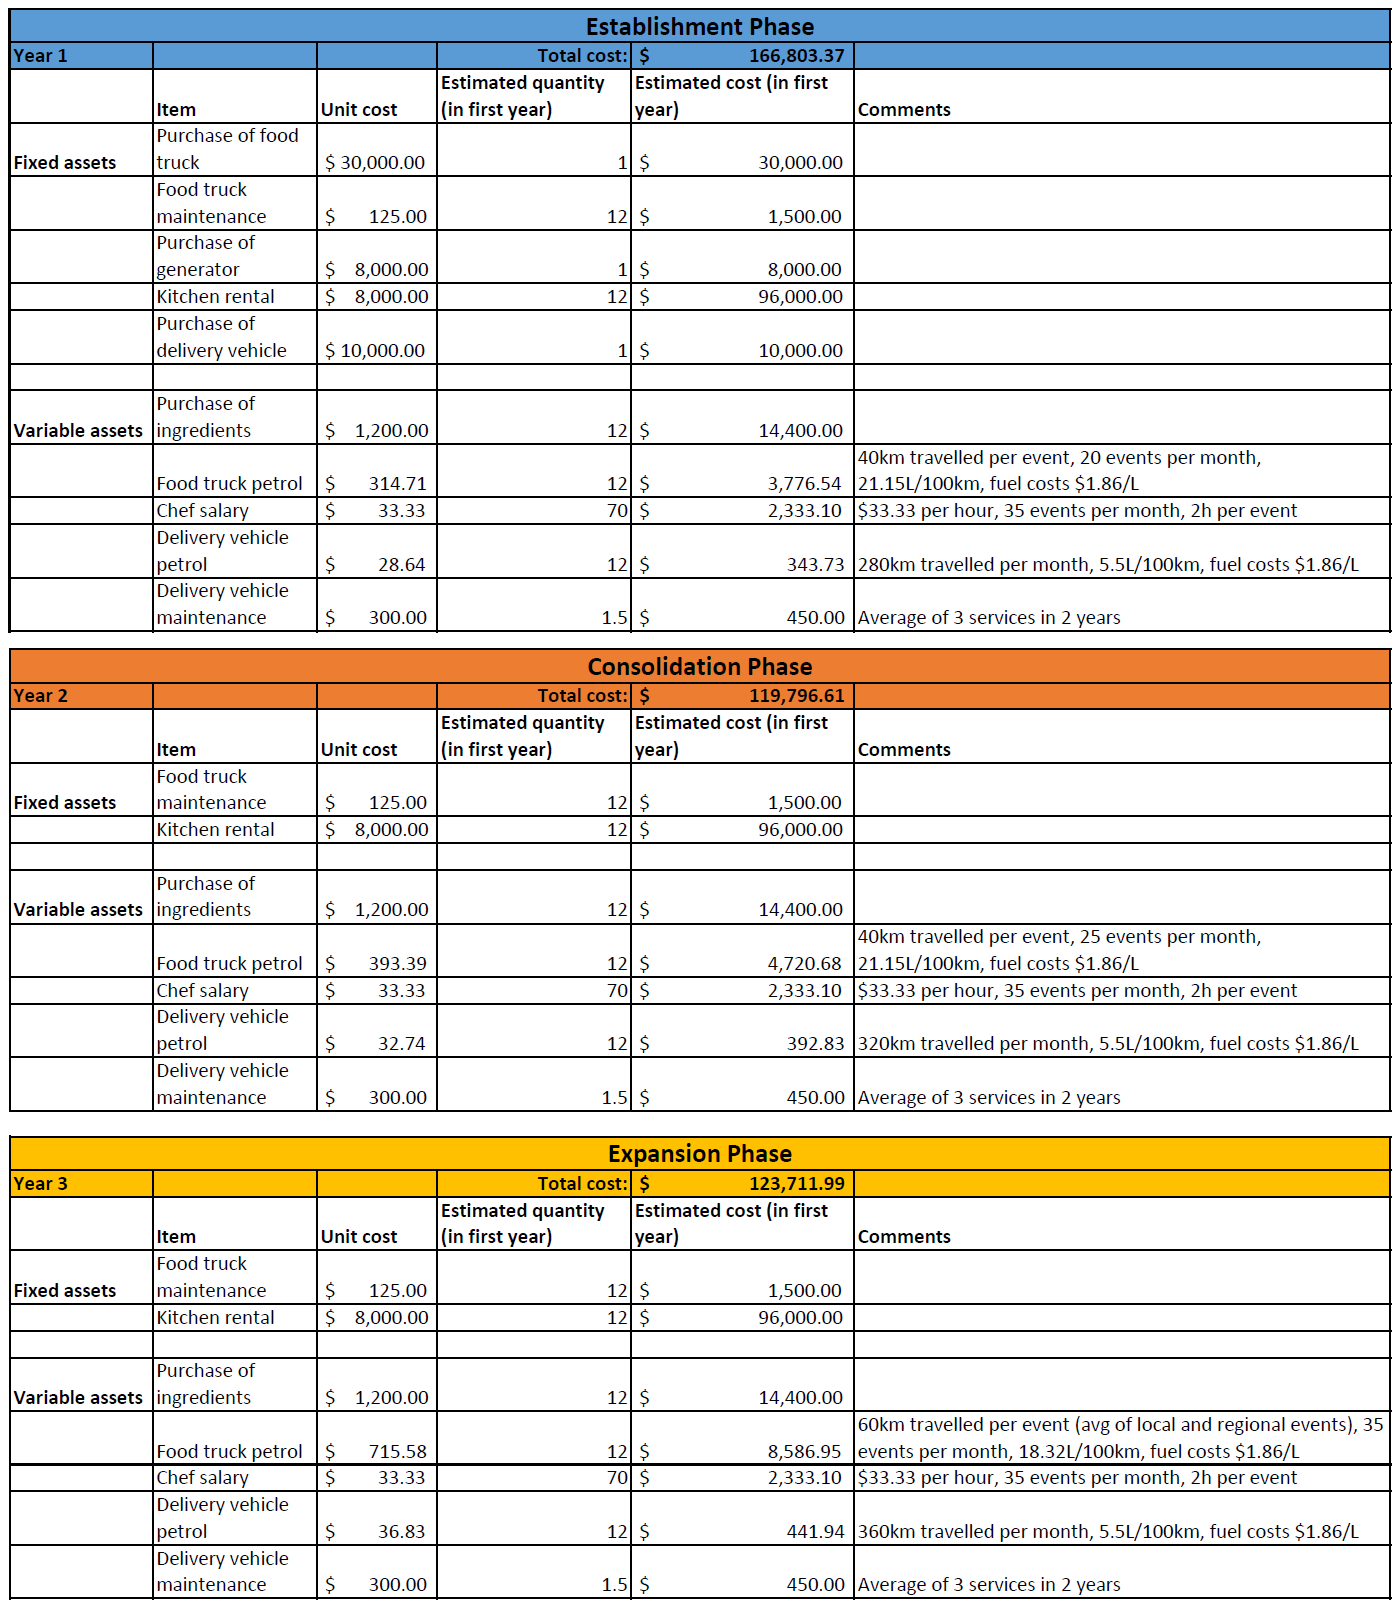 Establishment Phase
Year 1 Total cost: $ 166,803.37
Item Unit cost Estimated quantity (in first year) Estimated cost (in first year) Comments
Fixed assets Purchase of food truck $ 30,000.00 1 $ 30,000.00
Food truck maintenance $ 125.00 12 $ 1,500.00
Purchase of generator $ 8,000.00 1 $ 8,000.00
Kitchen rental $ 8,000.00 12 $ 96,000.00
Purchase of delivery vehicle $ 10,000.00 1 $ 10,000.00
Variable assets Purchase of ingredients $ 1,200.00 12 $ 14,400.00
Food truck petrol $ 314.71 12 $ 3,776.54 40km travelled per event, 20 events per month, 21.15L/100km, fuel costs $1.86/L
Chef salary $ 33.33 70 $ 2,333.10 $33.33 per hour, 35 events per month, 2h per event
Delivery vehicle petrol $ 28.64 12 $ 343.73 280km travelled per month, 5.5L/100km, fuel costs $1.86/L
Delivery vehicle maintenance $ 300.00 1.5 $ 450.00 Average of 3 services in 2 years
Consolidation Phase
Year 2 Total cost: $ 119,796.61
Item Unit cost Estimated quantity (in first year) Estimated cost (in first year) Comments
Fixed assets Food truck maintenance $ 125.00 12 $ 1,500.00
Kitchen rental $ 8,000.00 12 $ 96,000.00
Variable assets Purchase of ingredients $ 1,200.00 12 $ 14,400.00
Food truck petrol $ 393.39 12 $ 4,720.68 40km travelled per event, 25 events per month, 21.15L/100km, fuel costs $1.86/L
Chef salary $ 33.33 70 $ 2,333.10 $33.33 per hour, 35 events per month, 2h per event
Delivery vehicle petrol $ 32.74 12 $ 392.83 320km travelled per month, 5.5L/100km, fuel costs $1.86/L
Delivery vehicle maintenance $ 300.00 1.5 $ 450.00 Average of 3 services in 2 years
Expansion Phase
Year 3 Total cost: $ 123,711.99
Item Unit cost Estimated quantity (in first year) Estimated cost (in first year) Comments
Fixed assets Food truck maintenance $ 125.00 12 $ 1,500.00
Kitchen rental $ 8,000.00 12 $ 96,000.00
Variable assets Purchase of ingredients $ 1,200.00 12 $ 14,400.00
Food truck petrol $ 715.58 12 $ 8,586.95 60km travelled per event (avg of local and regional events), 35 events per month, 18.32L/100km, fuel costs $1.86/L
Chef salary $ 33.33 70 $ 2,333.10 $33.33 per hour, 35 events per month, 2h per event
Delivery vehicle petrol $ 36.83 12 $ 441.94 360km travelled per month, 5.5L/100km, fuel costs $1.86/L
Delivery vehicle maintenance $ 300.00 1.5 $ 450.00 Average of 3 services in 2 years